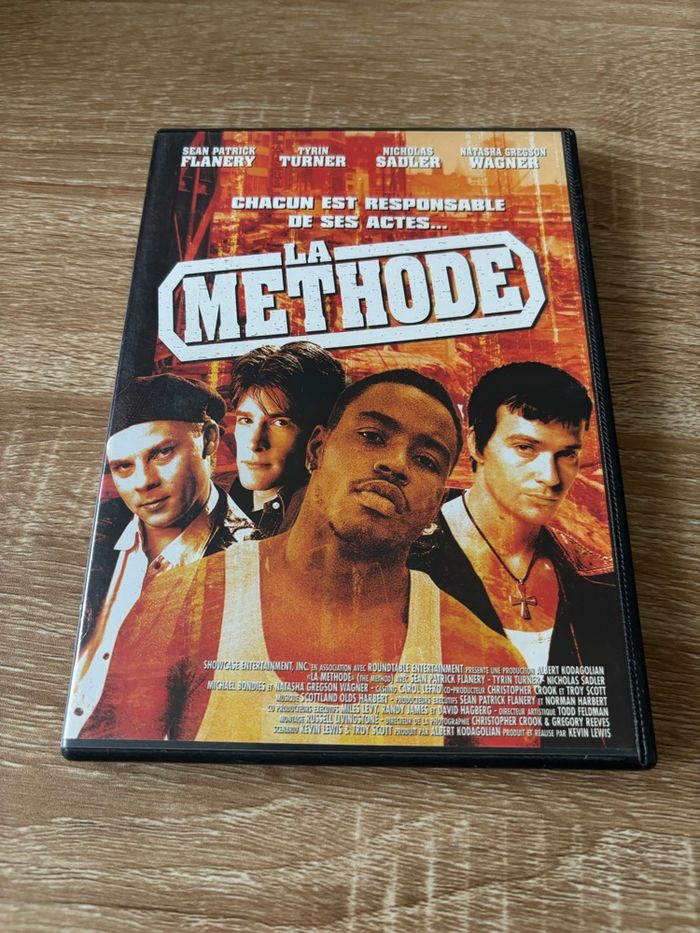 SEAN PATRICK FLANERY
TYRIN TURNER
NICHOLAS SADLER
NATASHA GREGSON WAGNER
CHACUN EST RESPONSABLE
DE SES ACTES...
LA
METHODE
SHOWCASE ENTERTAINMENT, INC. EN ASSOCIATION AVEC ROUNDTABLE ENTERTAINMENT PRESENTE UNE PRODUCTION ALBERT KODAGOLIAN
«LA METHODE» (THE METHOD) AVEC SEAN PATRICK FLANERY - TYRIN TURNER - NICHOLAS SADLER
MICHAEL BONDIES ET NATASHA GREGSON WAGNER - CASTING CAROL LEFKO CO-PRODUCTEUR CHRISTOPHER CROOK ET TROY SCOTT
MUSIQUE SCOTTLAND OLDS HARBERT - PRODUCTEURS EXECUTIFS SEAN PATRICK FLANERY ET NORMAN HARBERT
CO PRODUCTEURS EXECUTIFS MILES LEVY, RANDY JAMES ET DAVID HAGBERG - DIRECTEUR ARTISTIQUE TODD FELDMAN
MONTAGE RUSSELL LIVINGSTONE - DIRECTEUR DE LA PHOTOGRAPHIE CHRISTOPHER CROOK & GREGORY REEVES
SCENARIO KEVIN LEWIS & TROY SCOTT PRODUIT PAR ALBERT KODAGOLIAN PRODUIT ET REALISE PAR KEVIN LEWIS